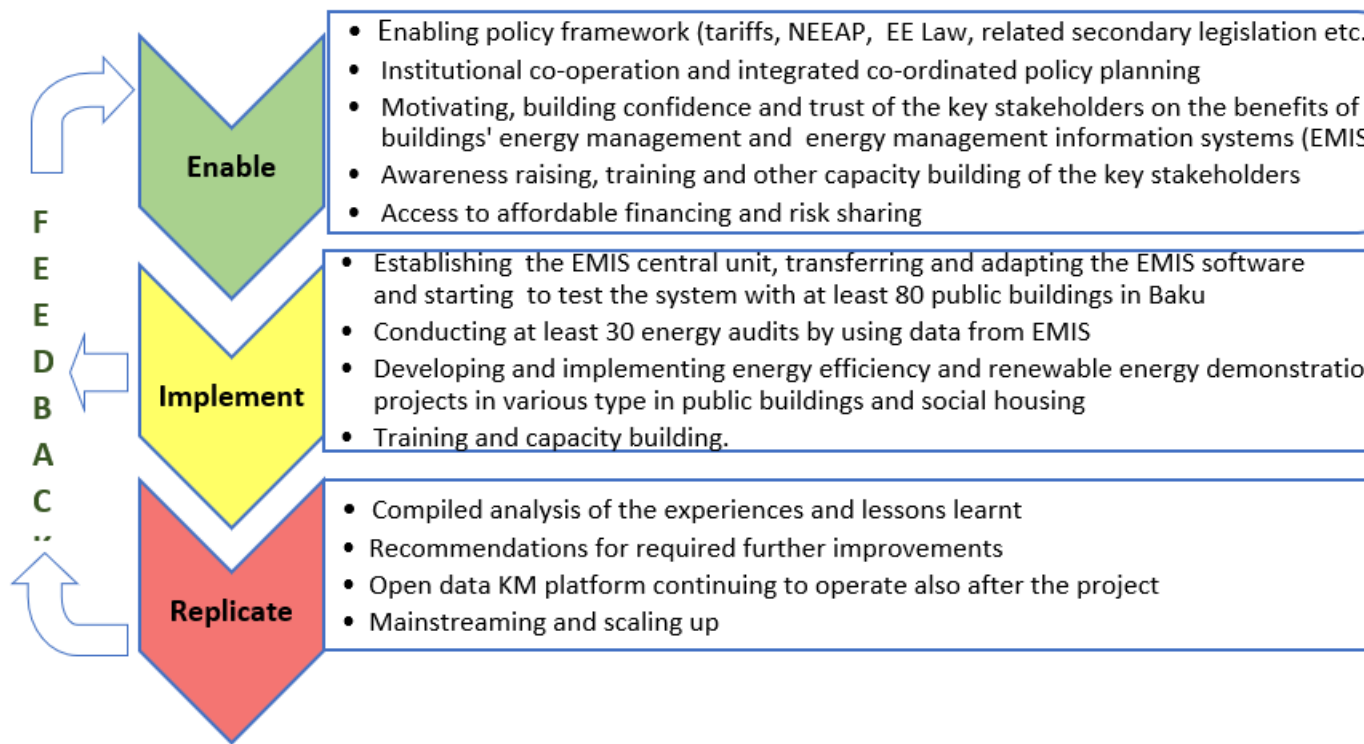 • Enabling policy framework (tariffs, NEEAP, EE Law, related secondary legislation etc.
• Institutional co-operation and integrated co-ordinated policy planning
• Motivating, building confidence and trust of the key stakeholders on the benefits of
buildings' energy management and energy management information systems (EMIS
• Awareness raising, training and other capacity building of the key stakeholders
• Access to affordable financing and risk sharing
Enable
• Establishing the EMIS central unit, transferring and adapting the EMIS software
and starting to test the system with at least 80 public buildings in Baku
• Conducting at least 30 energy audits by using data from EMIS
• Developing and implementing energy efficiency and renewable energy demonstratio
projects in various type in public buildings and social housing
• Training and capacity building.
Implement
• Compiled analysis of the experiences and lessons learnt
• Recommendations for required further improvements
• Open data KM platform continuing to operate also after the project
• Mainstreaming and scaling up
Replicate
F
E
E
D
B
A
C
K